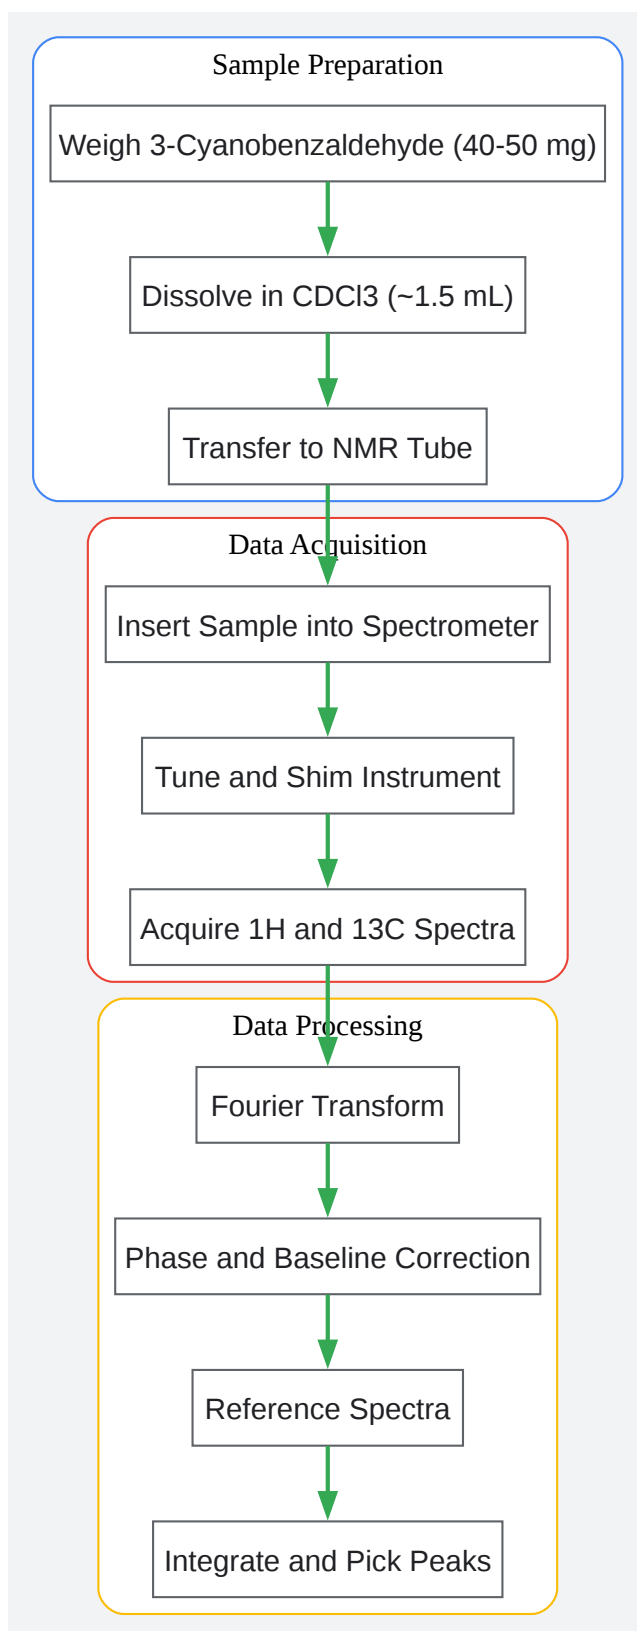 Sample Preparation
Weigh 3-Cyanobenzaldehyde (40-50 mg)
Dissolve in CDCl3 (~1.5 mL)
Transfer to NMR Tube
Data Acquisition
Insert Sample into Spectrometer
Tune and Shim Instrument
Acquire 1H and 13C Spectra
Data Processing
Fourier Transform
Phase and Baseline Correction
Reference Spectra
Integrate and Pick Peaks